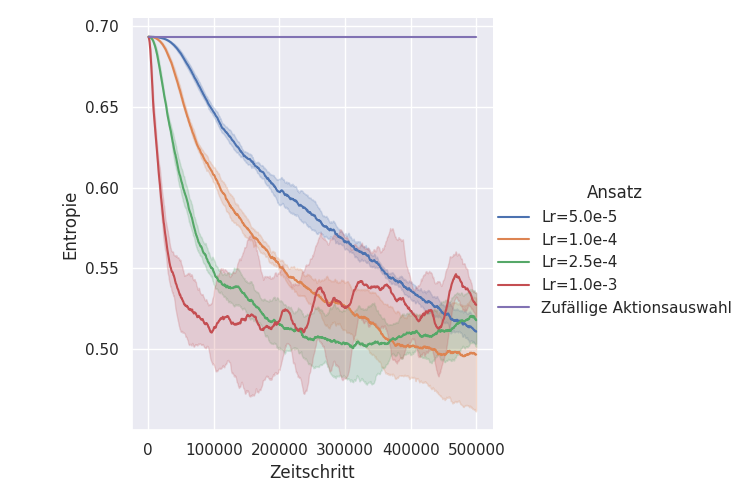 0.70
0.65
0.60
0.55
0.50
Entropie
0 100000 200000 300000 400000 500000
Zeitschritt
Ansatz
Lr=5.0e-5
Lr=1.0e-4
Lr=2.5e-4
Lr=1.0e-3
Zufällige Aktionsauswahl